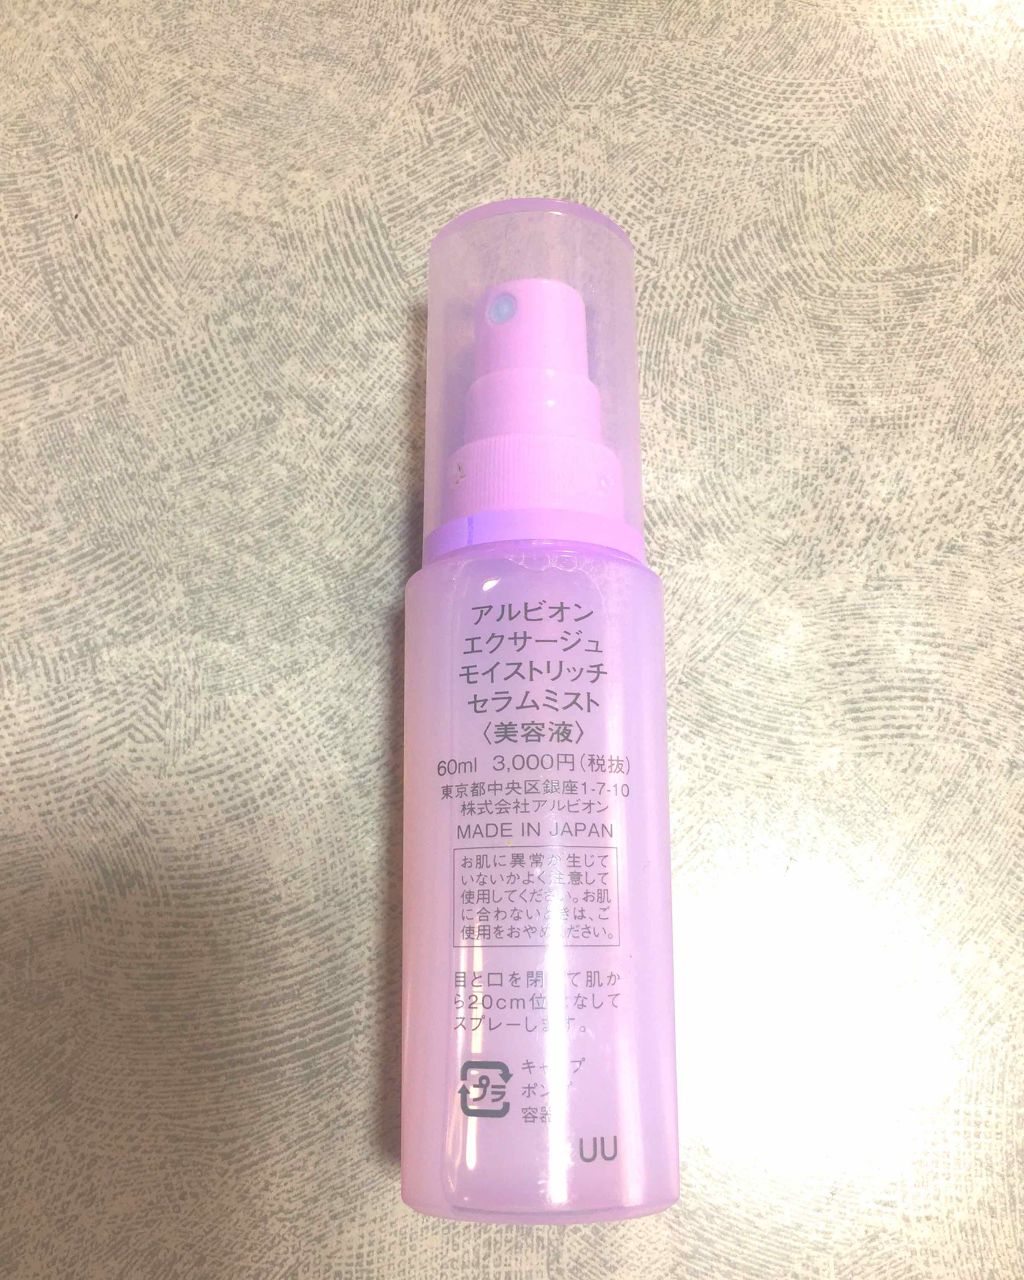 アルビオン
エクサージュ
モイストリッチ
セラムミスト
〈美容液〉
60ml 3,000円(税抜)
東京都中央区銀座1-7-10
株式会社アルビオン
MADE IN JAPAN
お肌に異常が生じて
いないかよく注意して
使用してください。お肌
に合わないときは、ご
使用をおやめください。
目と口を閉じて肌か
ら20cm位はなして
スプレーします。
プラ
キャップ
ポンプ
容器
UU